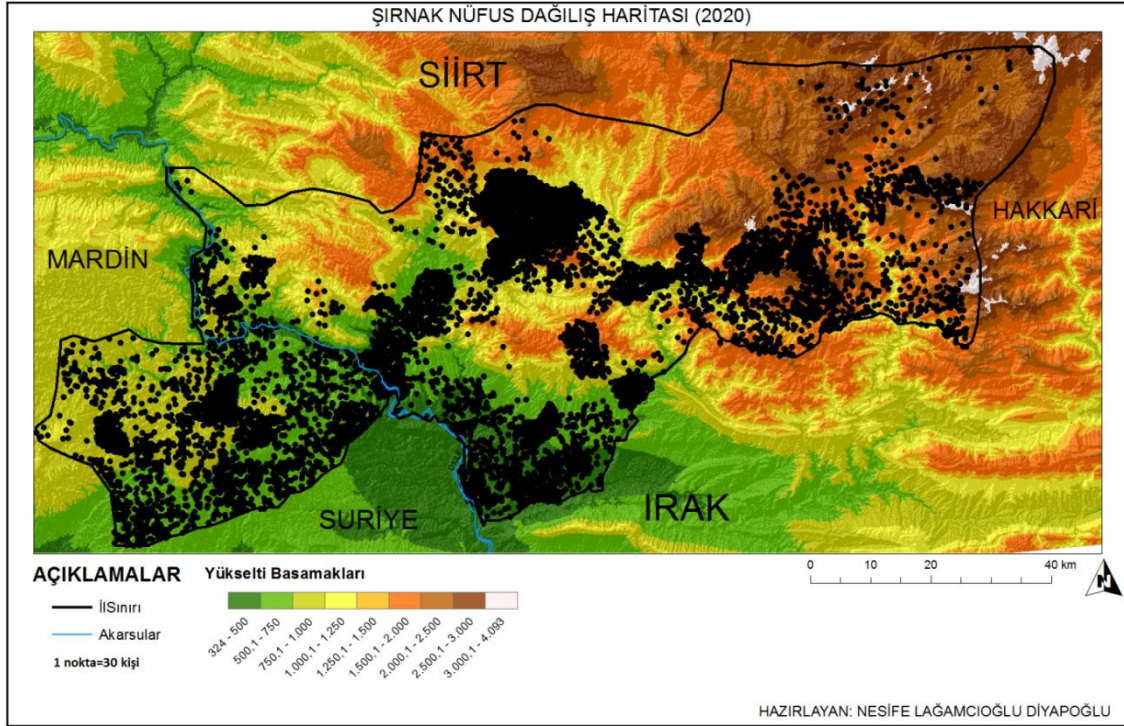 ŞIRNAK NÜFUS DAĞILIŞ HARİTASI (2020)
SİİRT
HAKKARİ
MARDİN
SURİYE
IRAK
AÇIKLAMALAR
İlSınırı
Akarsular
1 nokta=30 kişi
Yükselti Basamakları
324 - 500
500,1 - 750
750,1 - 1.000
1.000,1 - 1.250
1.250,1 - 1.500
1.500,1 - 2.000
2.000,1 - 2.500
2.500,1 - 3.000
3.000,1 - 4.093
0 10 20 40 km
N
HAZIRLAYAN: NESİFE LAĞAMCIOĞLU DİYAPOĞLU